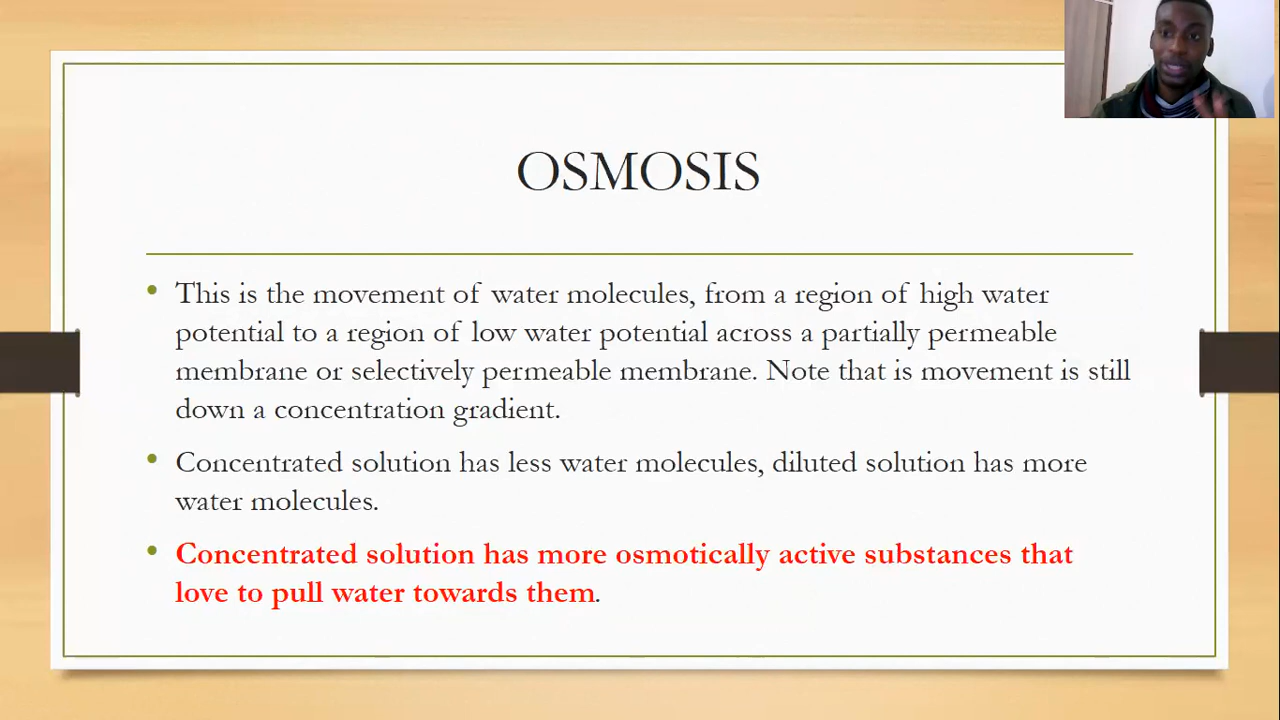 OSMOSIS
This is the movement of water molecules, from a region of high water
potential to a region of low water potential across a partially permeable
membrane or selectively permeable membrane. Note that is movement is still
down a concentration gradient.
Concentrated solution has less water molecules, diluted solution has more
water molecules.
Concentrated solution has more osmotically active substances that
love to pull water towards them.